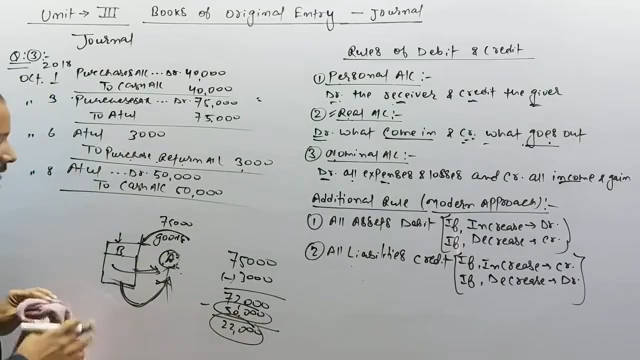 Unit → III Books of Original Entry – Journal
Journal
Q:③:-
2018
Oct. 1 Purchases A/c ... Dr. 40,000
To Cash A/c 40,000
" 3 Purchases A/c ... Dr. 75,000
To Atul 75,000
" 6 Atul 3000
To Purchase Return A/c 3,000
" 8 Atul ... Dr. 50,000
To Cash A/c 50,000
75000
goods
B
A
75000
(-) 3000
72000
- 50,000
22,000
Rules of Debit & Credit
① Personal A/c :-
Dr. the receiver & credit the giver
② Real A/c :-
Dr. what come in & cr. what goes out
③ Nominal A/c :-
Dr. all expenses & losses and Cr. all income & gain
Additional Rule (Modern Approach) :-
① All Assets Debit [If, Increase → Dr.
If, Decrease → Cr.]
② All Liabilities Credit [If, Increase → Cr.
If, Decrease → Dr.]